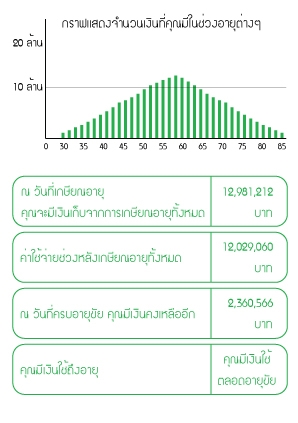 กราฟแสดงจำนวนเงินที่คุณมีในช่วงอายุต่างๆ
20 ล้าน
10 ล้าน
0 30 35 40 45 50 55 60 65 70 75 80 85
ณ วันที่เกษียณอายุ
คุณจะมีเงินเก็บจากการเกษียณอายุทั้งหมด
12,981,212
บาท
ค่าใช้จ่ายช่วงหลังเกษียณอายุทั้งหมด
12,029,060
บาท
ณ วันที่ครบอายุขัย คุณมีเงินคงเหลืออีก
2,360,566
บาท
คุณมีเงินใช้ถึงอายุ
คุณมีเงินใช้
ตลอดอายุขัย